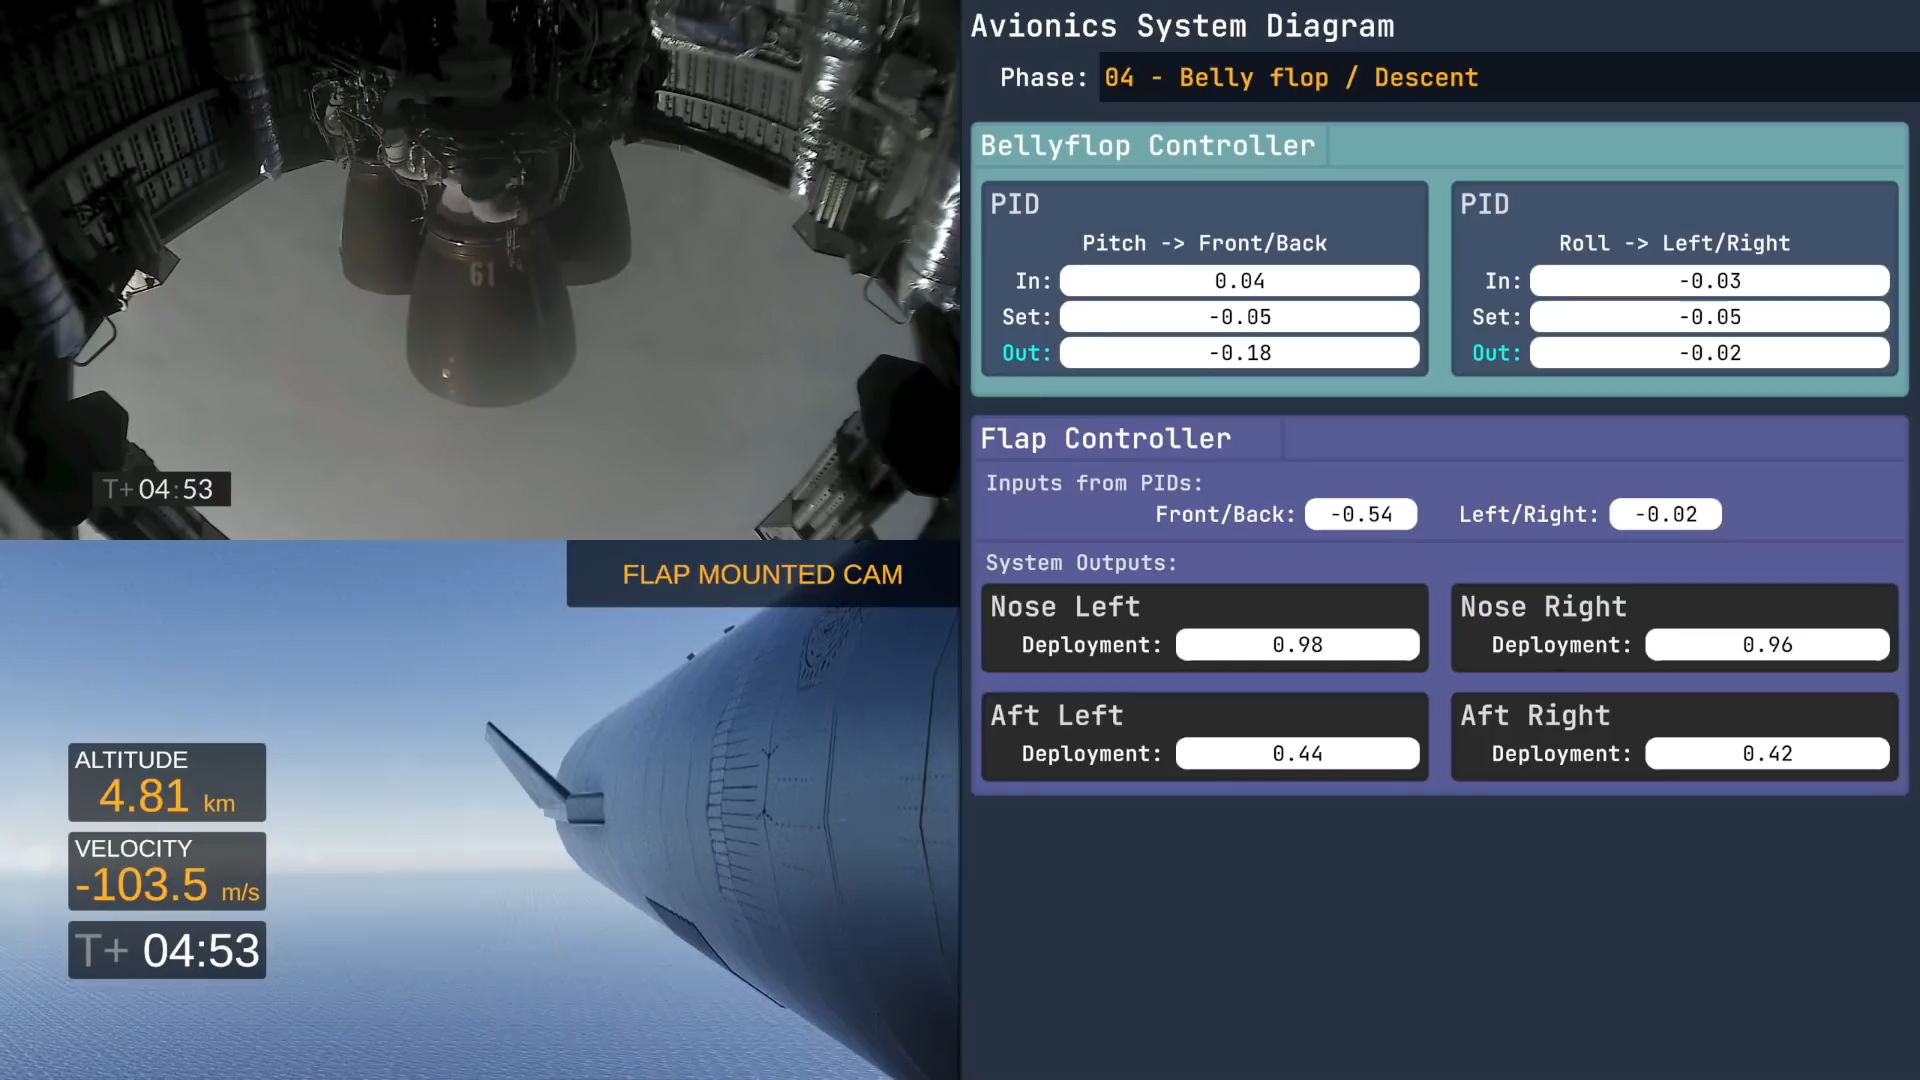 61
T+ 04:53
FLAP MOUNTED CAM
ALTITUDE
4.81 km
VELOCITY
-103.5 m/s
T+ 04:53
Avionics System Diagram
Phase: 04 - Belly flop / Descent
Bellyflop Controller
PID
Pitch -> Front/Back
In: 0.04
Set: -0.05
Out: -0.18
PID
Roll -> Left/Right
In: -0.03
Set: -0.05
Out: -0.02
Flap Controller
Inputs from PIDs:
Front/Back: -0.54 Left/Right: -0.02
System Outputs:
Nose Left
Deployment: 0.98
Nose Right
Deployment: 0.96
Aft Left
Deployment: 0.44
Aft Right
Deployment: 0.42